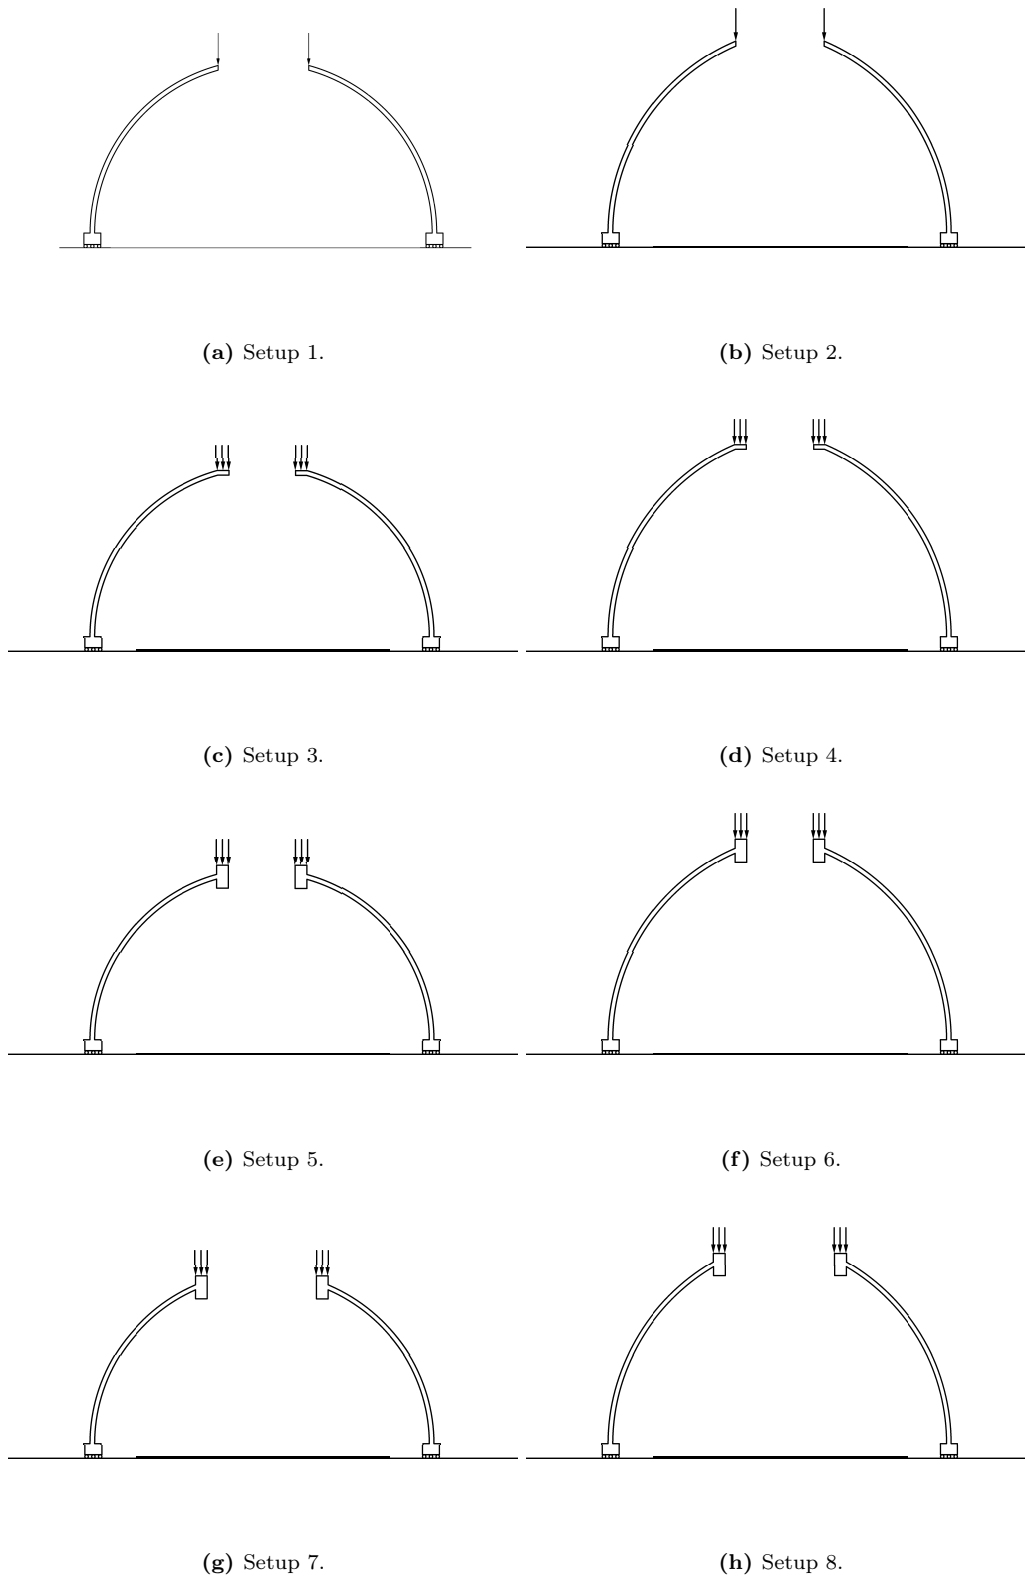 (a) Setup 1.
(b) Setup 2.
(c) Setup 3.
(d) Setup 4.
(e) Setup 5.
(f) Setup 6.
(g) Setup 7.
(h) Setup 8.